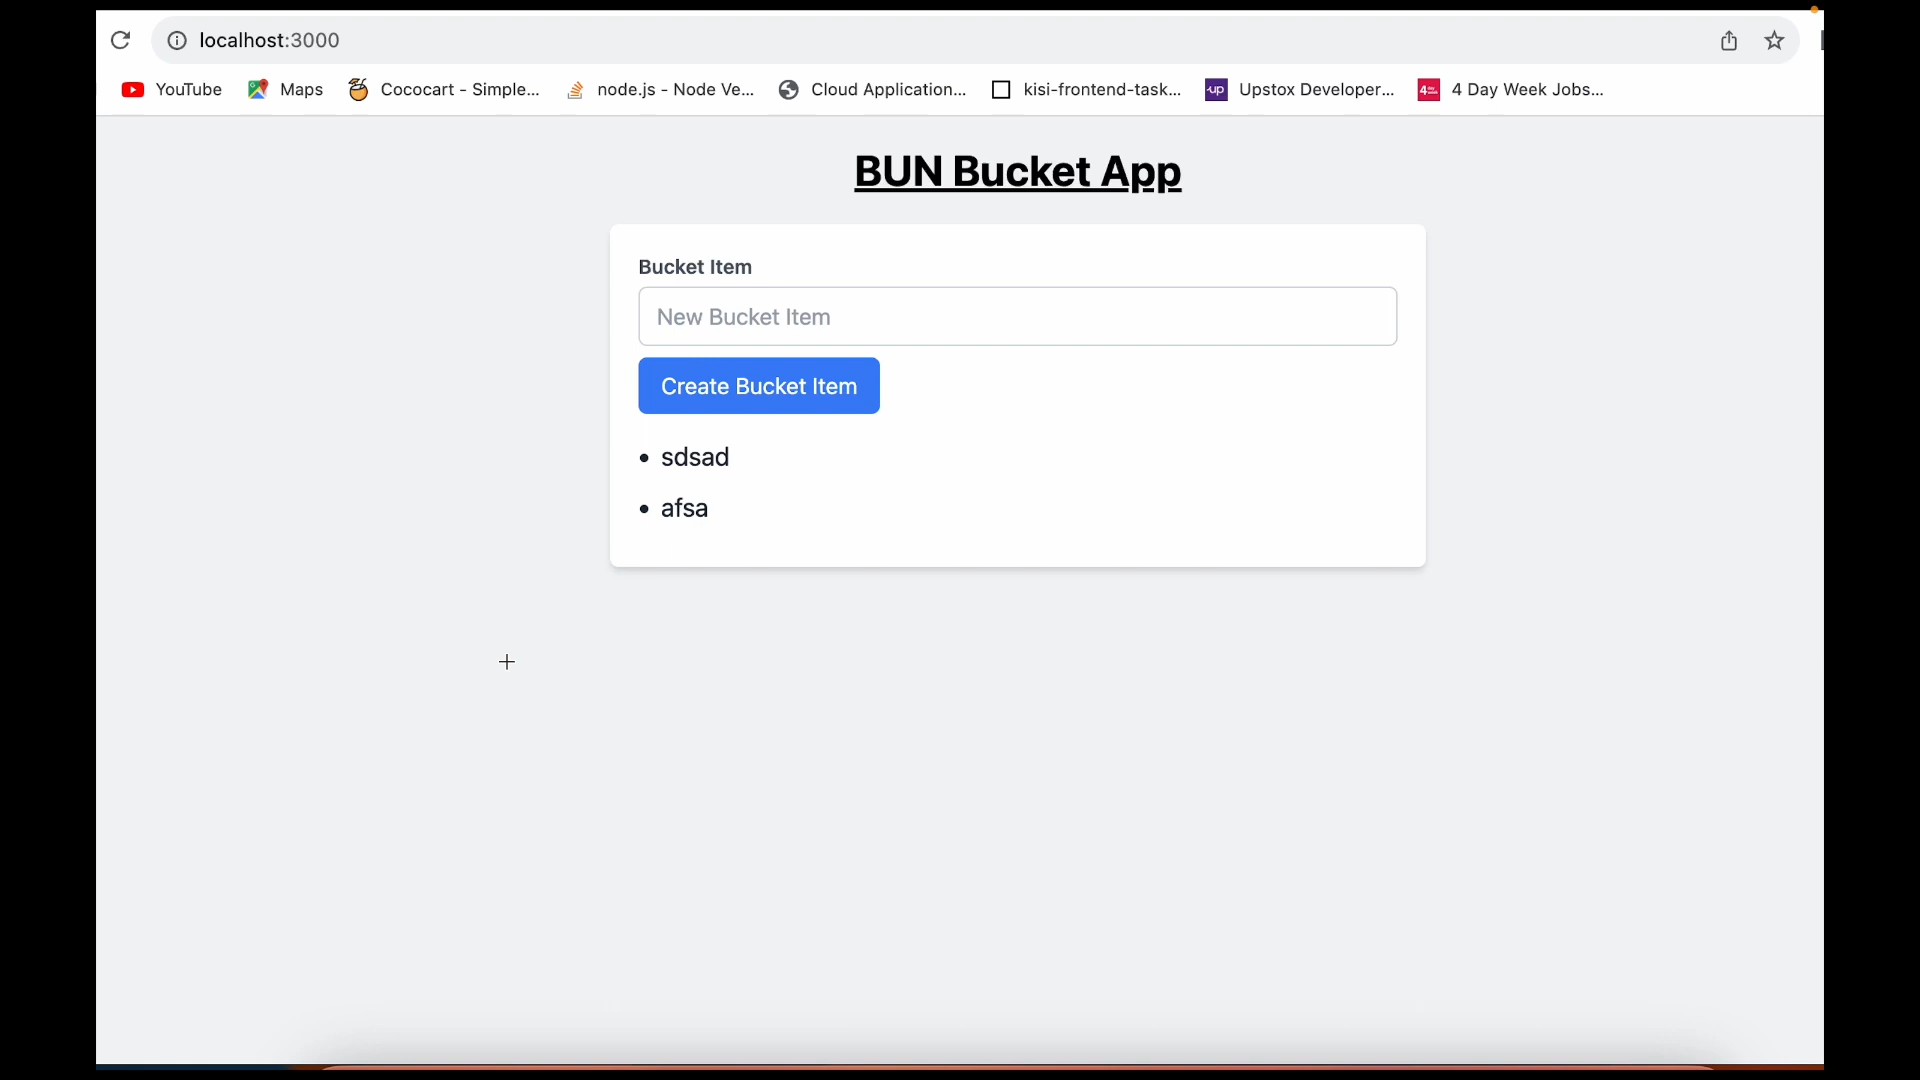 localhost:3000
YouTube Maps Cococart - Simple... node.js - Node Ve... Cloud Application... kisi-frontend-task... up Upstox Developer... 4 Day Week Jobs...
BUN Bucket App
Bucket Item
New Bucket Item
Create Bucket Item
• sdsad
• afsa